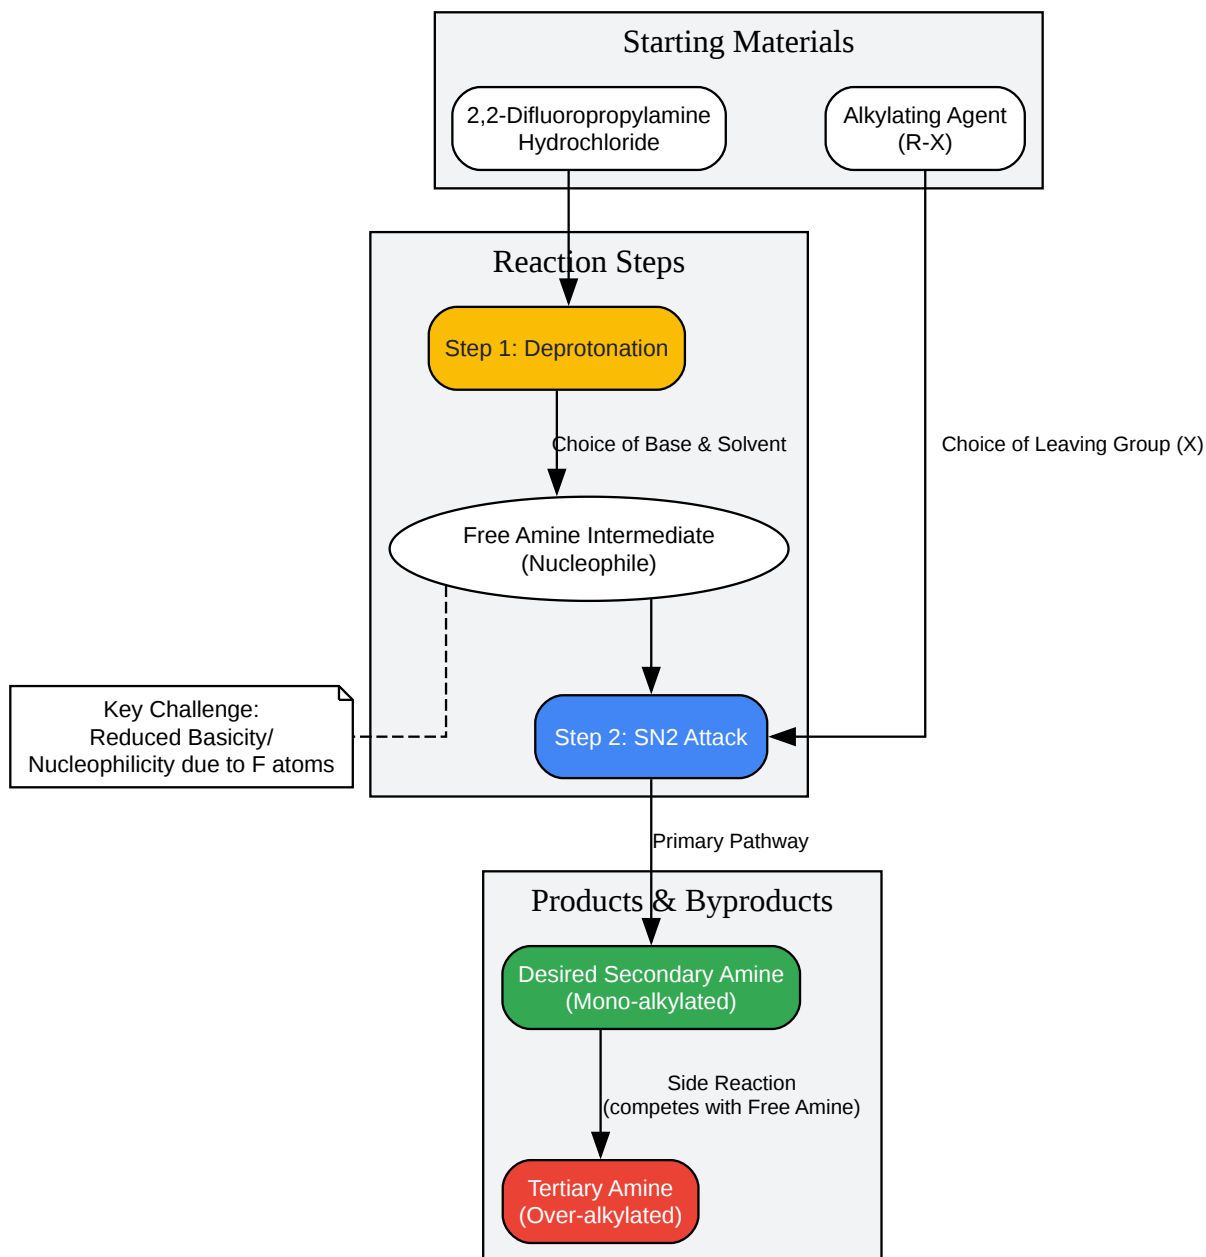 Starting Materials
2,2-Difluoropropylamine
Hydrochloride
Alkylating Agent
(R-X)
Reaction Steps
Step 1: Deprotonation
Choice of Base & Solvent
Choice of Leaving Group (X)
Free Amine Intermediate
(Nucleophile)
Key Challenge:
Reduced Basicity/
Nucleophilicity due to F atoms
Step 2: SN2 Attack
Primary Pathway
Products & Byproducts
Desired Secondary Amine
(Mono-alkylated)
Side Reaction
(competes with Free Amine)
Tertiary Amine
(Over-alkylated)